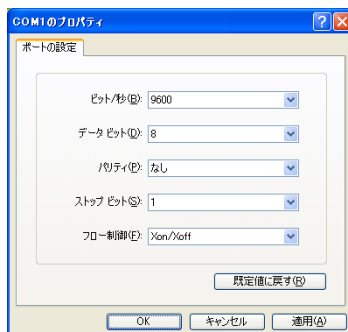 COM1のプロパティ
ポートの設定
ビット/秒(B): 9600
データ ビット(D): 8
パリティ(P): なし
ストップ ビット(S): 1
フロー制御(F): Xon/Xoff
既定値に戻す(R)
OK キャンセル 適用(A)